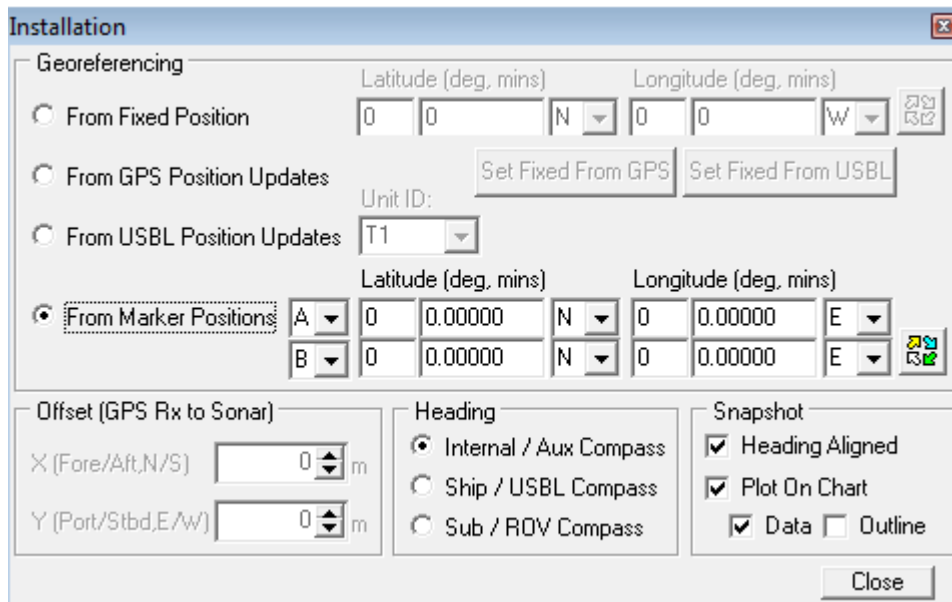 Installation
Georeferencing
Latitude (deg, mins) Longitude (deg, mins)
From Fixed Position 0 0 N 0 0 W
From GPS Position Updates Set Fixed From GPS Set Fixed From USBL
Unit ID:
From USBL Position Updates T1
Latitude (deg, mins) Longitude (deg, mins)
From Marker Positions A 0 0.00000 N 0 0.00000 E
B 0 0.00000 N 0 0.00000 E
Offset (GPS Rx to Sonar)
X (Fore/Aft,N/S) 0 m
Y (Port/Stbd,E/W) 0 m
Heading
Internal / Aux Compass
Ship / USBL Compass
Sub / ROV Compass
Snapshot
Heading Aligned
Plot On Chart
Data Outline
Close